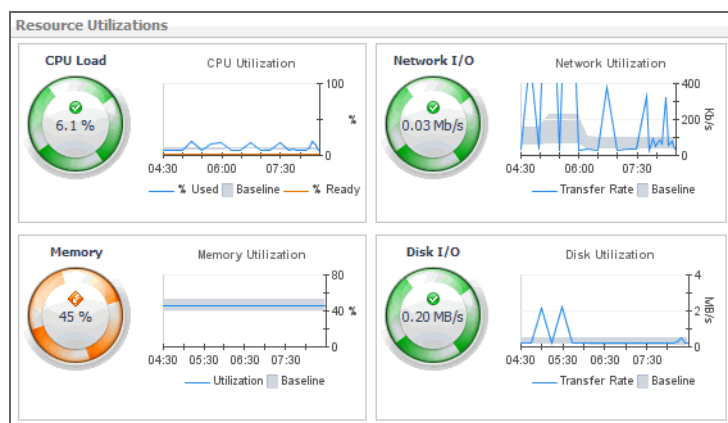 Resource Utilizations
CPU Load
CPU Utilization
6.1 %
100
0
%
04:30 06:00 07:30
% Used Baseline % Ready
Network I/O
Network Utilization
0.03 Mb/s
400
200
0
Kb/s
04:30 06:00 07:30
Transfer Rate Baseline
Memory
Memory Utilization
45 %
80
40
0
%
04:30 05:30 06:30 07:30
Utilization Baseline
Disk I/O
Disk Utilization
0.20 MB/s
4
2
0
MB/s
04:30 05:30 06:30 07:30
Transfer Rate Baseline